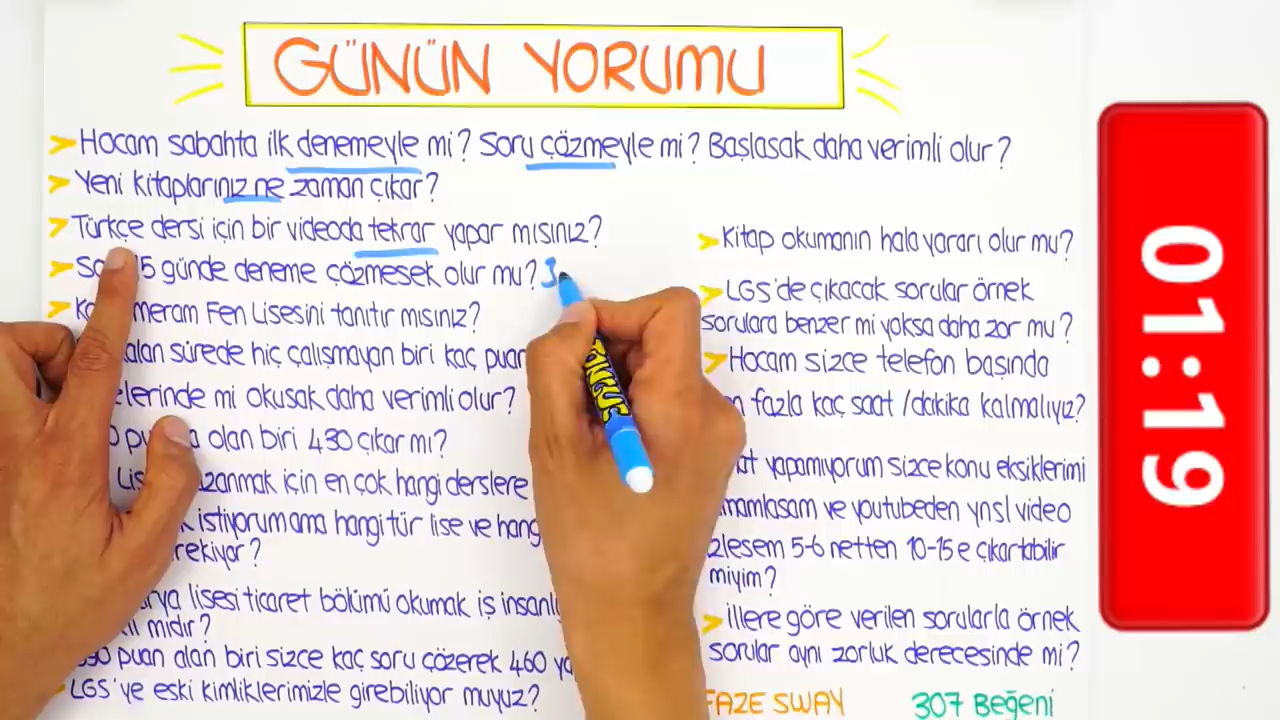 GÜNÜN YORUMU
Hocam sabahta ilk denemeyle mi? Soru çözmeyle mi? Başlasak daha verimli olur?
Yeni kitaplarınız ne zaman çıkar?
Türkçe dersi için bir videoda tekrar yapar mısınız?
15 günde deneme çözmesek olur mu?
meram Fen Lisesini tanıtır mısınız?
alan sürede hiç çalışmayan biri kaç puan
mi okusak daha verimli olur?
olan biri 430 çıkar mı?
için en çok hangi derslere
istiyorum ama hangi tür lise ve
lisesi ticaret bölümü okumak iş
mıdır?
puan alan biri sizce kaç soru çözerek 460
LGS'ye eski kimliklerimizle girebiliyor muyuz?
Kitap okumanın hala yararı olur mu?
LGS'de çıkacak sorular örnek
sorulara benzer mi yoksa daha zor mu?
Hocam sizce telefon başında
fazla kaç saat /dakika kalmalıyız?
yapamıyorum sizce konu eksiklerimi
ve youtubeden ynsl video
5-6 netten 10-15 e çıkartabilir
miyim?
İllere göre verilen sorularla örnek
sorular aynı zorluk derecesinde mi?
FAZE SWAY
307 Beğeni
01:19